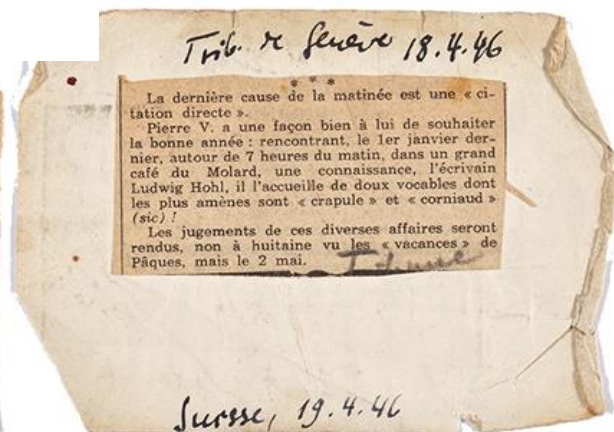 Trib. de Genève 18.4.46
* * *
La dernière cause de la matinée est une « ci-
tation directe ».
Pierre V. a une façon bien à lui de souhaiter
la bonne année : rencontrant, le 1er janvier der-
nier, autour de 7 heures du matin, dans un grand
café du Molard, une connaissance, l'écrivain
Ludwig Hohl, il l'accueille de doux vocables dont
les plus amènes sont « crapule » et « corniaud »
(sic) !
Les jugements de ces diverses affaires seront
rendus, non à huitaine vu les « vacances » de
Pâques, mais le 2 mai.
Suisse, 19.4.46